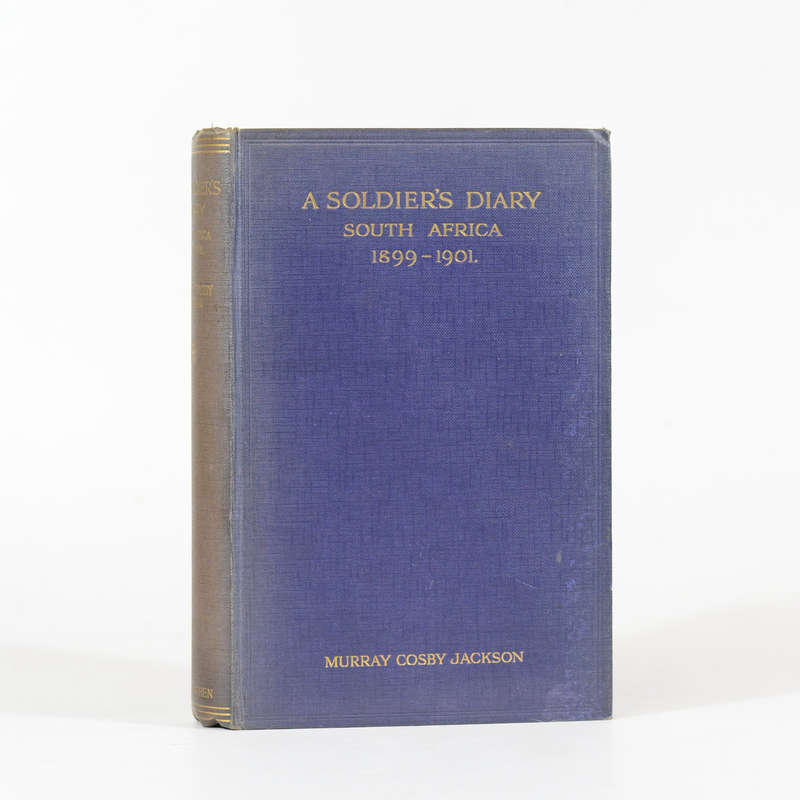 A SOLDIER'S DIARY
SOUTH AFRICA
1899-1901.
MURRAY COSBY JACKSON